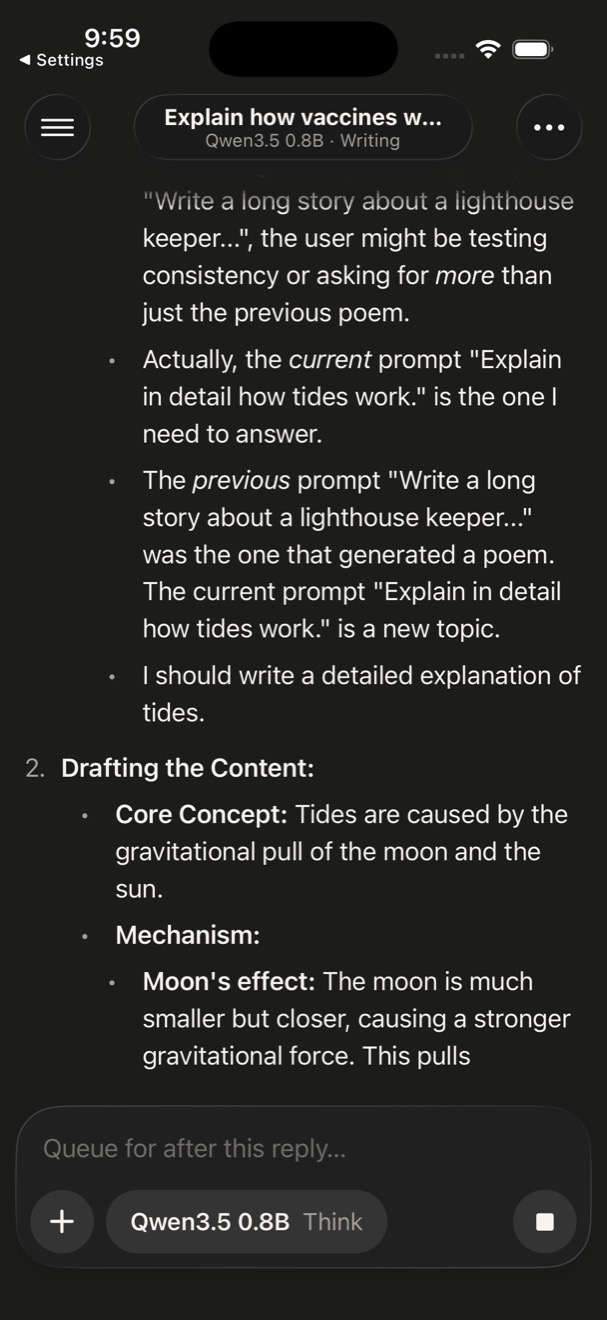 9:59
◀ Settings
Explain how vaccines w...
Qwen3.5 0.8B · Writing
"Write a long story about a lighthouse
keeper...", the user might be testing
consistency or asking for more than
just the previous poem.
• Actually, the current prompt "Explain
in detail how tides work." is the one I
need to answer.
• The previous prompt "Write a long
story about a lighthouse keeper..."
was the one that generated a poem.
The current prompt "Explain in detail
how tides work." is a new topic.
• I should write a detailed explanation of
tides.
2. Drafting the Content:
• Core Concept: Tides are caused by the
gravitational pull of the moon and the
sun.
• Mechanism:
• Moon's effect: The moon is much
smaller but closer, causing a stronger
gravitational force. This pulls
Queue for after this reply...
Qwen3.5 0.8B Think